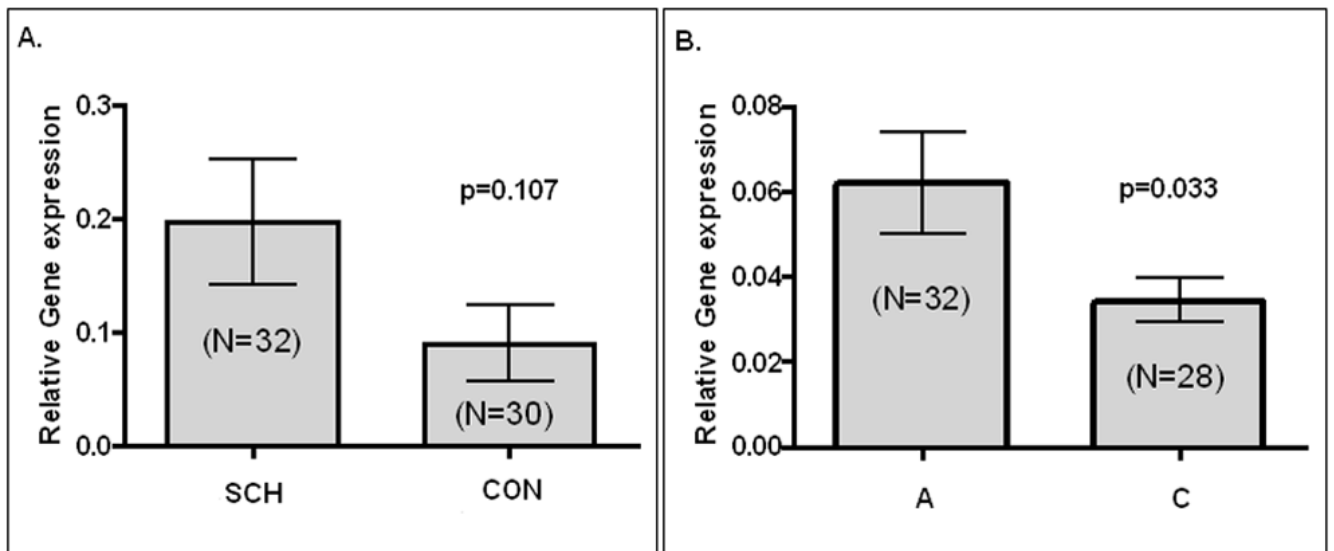 A.
Relative Gene expression
0.3
0.2
0.1
0.0
p=0.107
(N=32)
(N=30)
SCH
CON
B.
Relative Gene expression
0.08
0.06
0.04
0.02
0.00
p=0.033
(N=32)
(N=28)
A
C